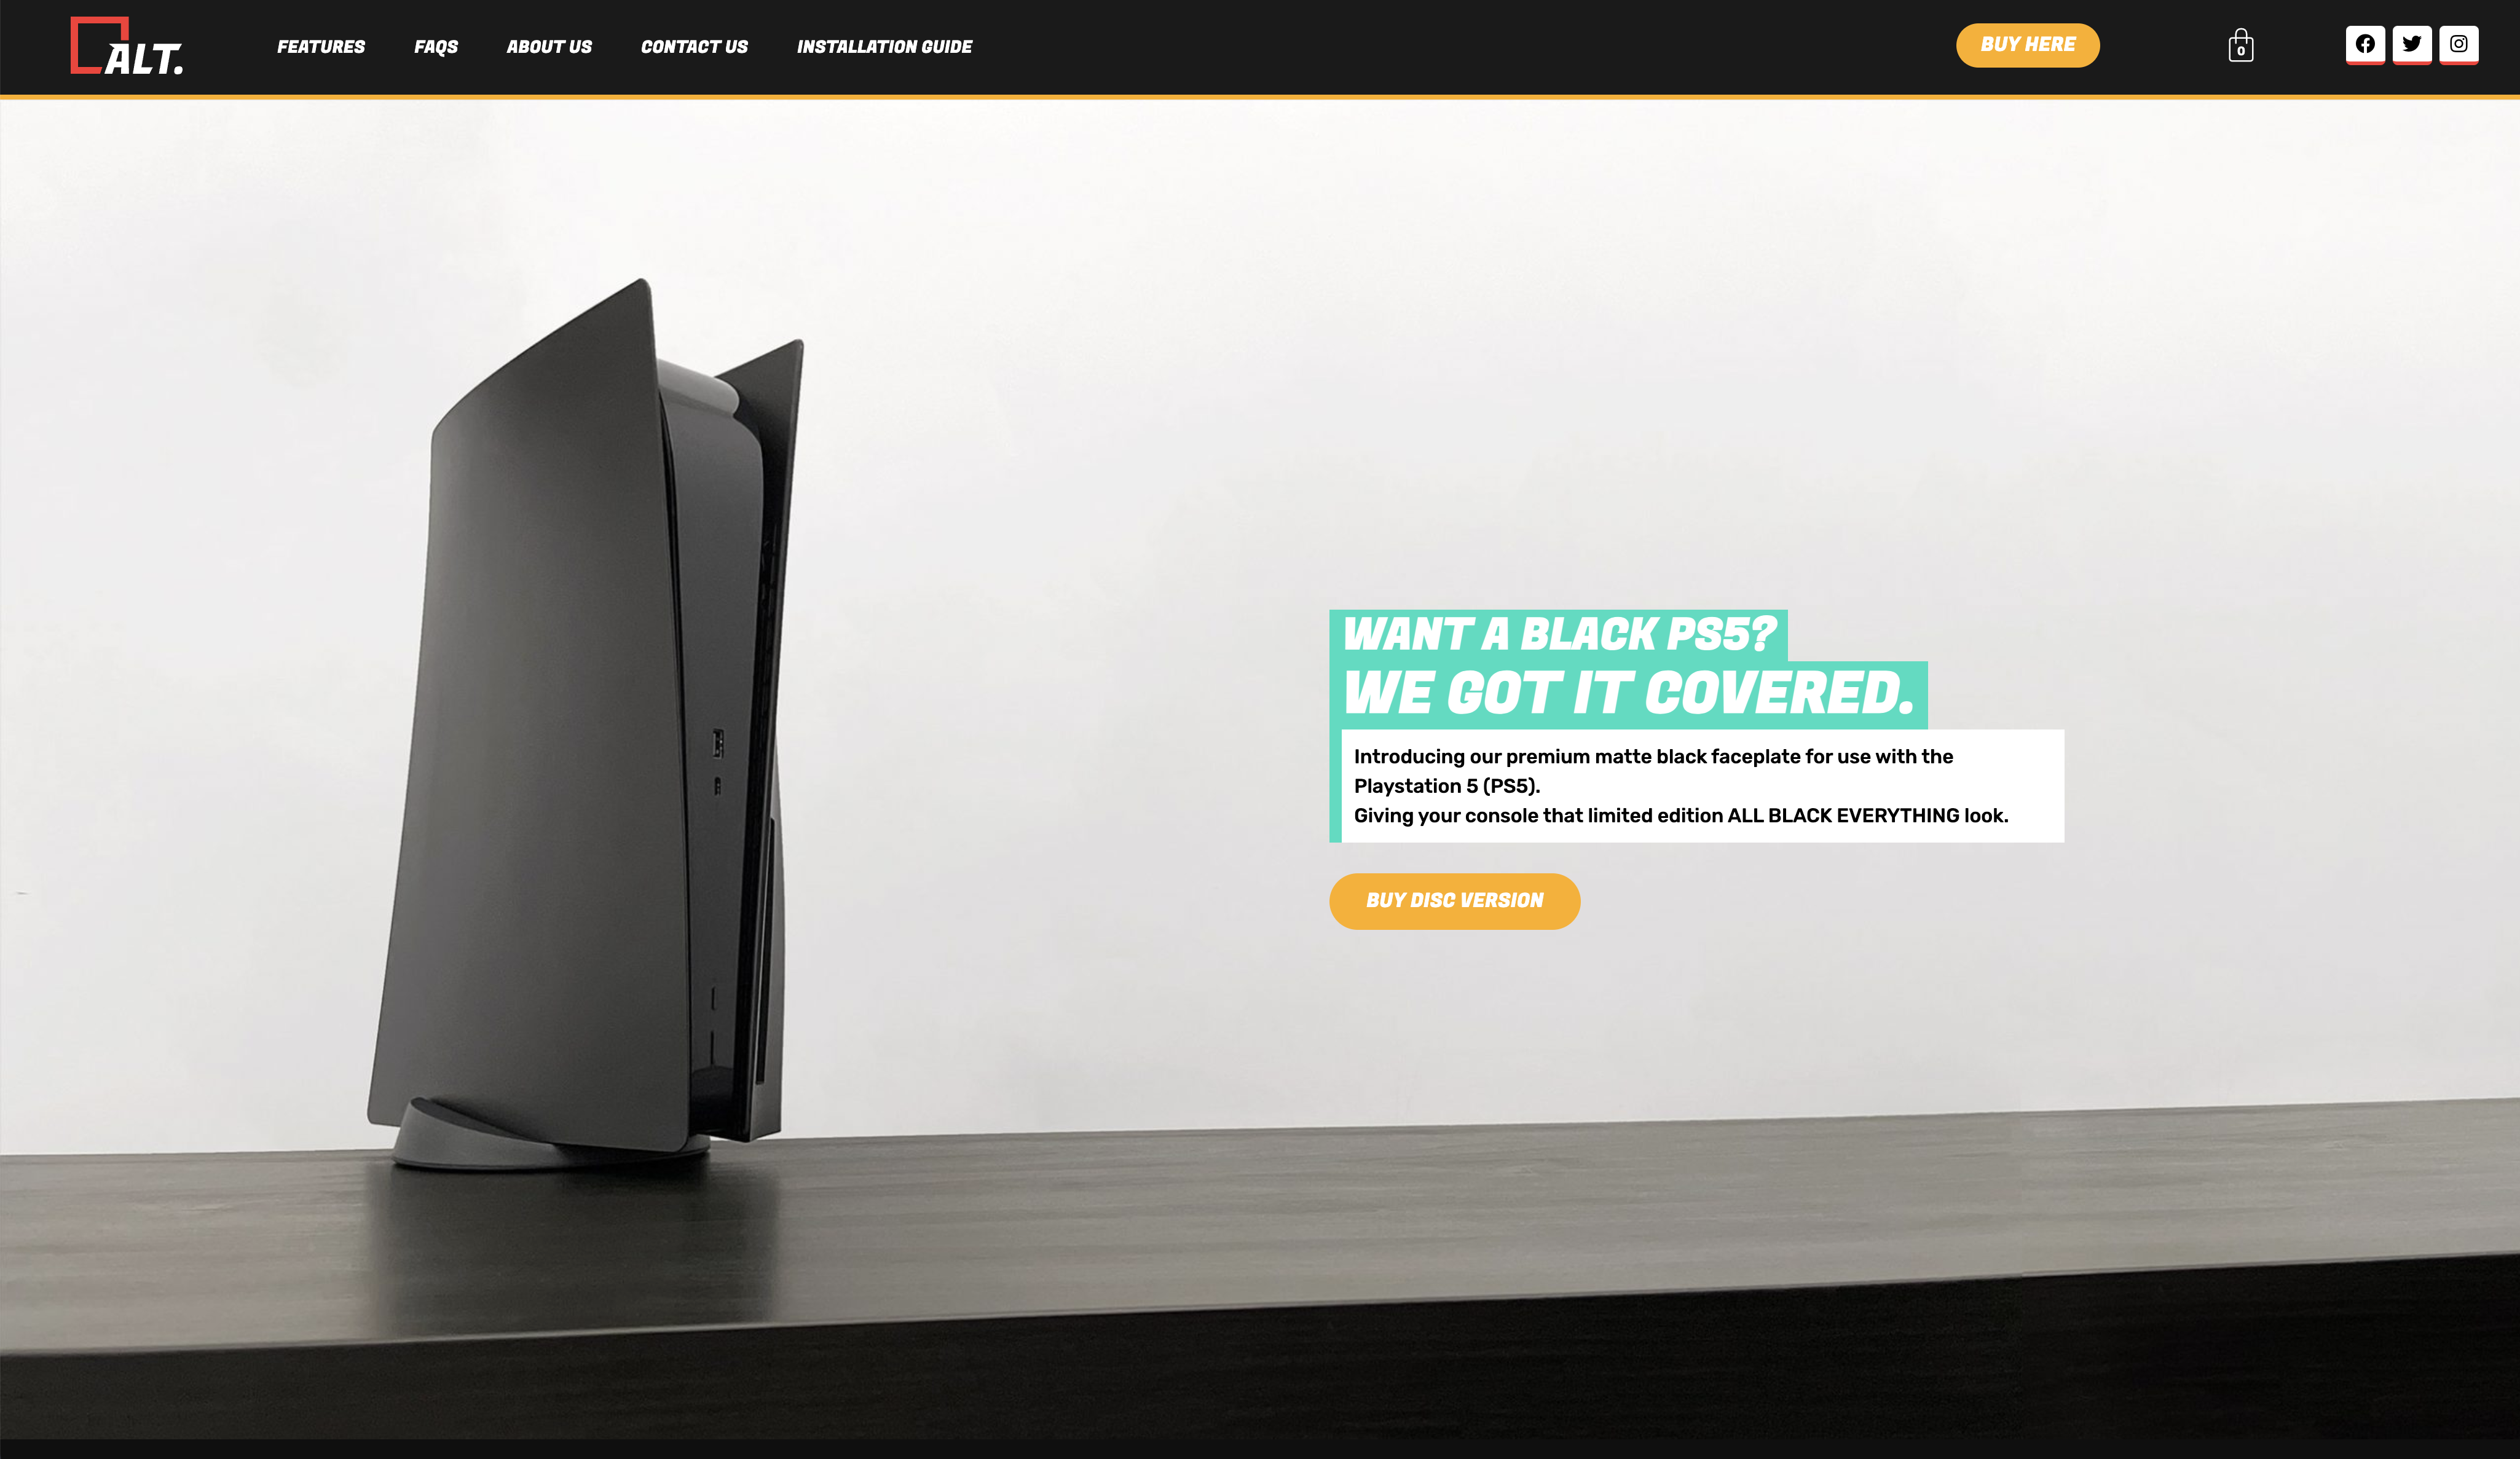 ALT.
FEATURES
FAQS
ABOUT US
CONTACT US
INSTALLATION GUIDE
BUY HERE
0
WANT A BLACK PS5?
WE GOT IT COVERED.
Introducing our premium matte black faceplate for use with the
Playstation 5 (PS5).
Giving your console that limited edition ALL BLACK EVERYTHING look.
BUY DISC VERSION